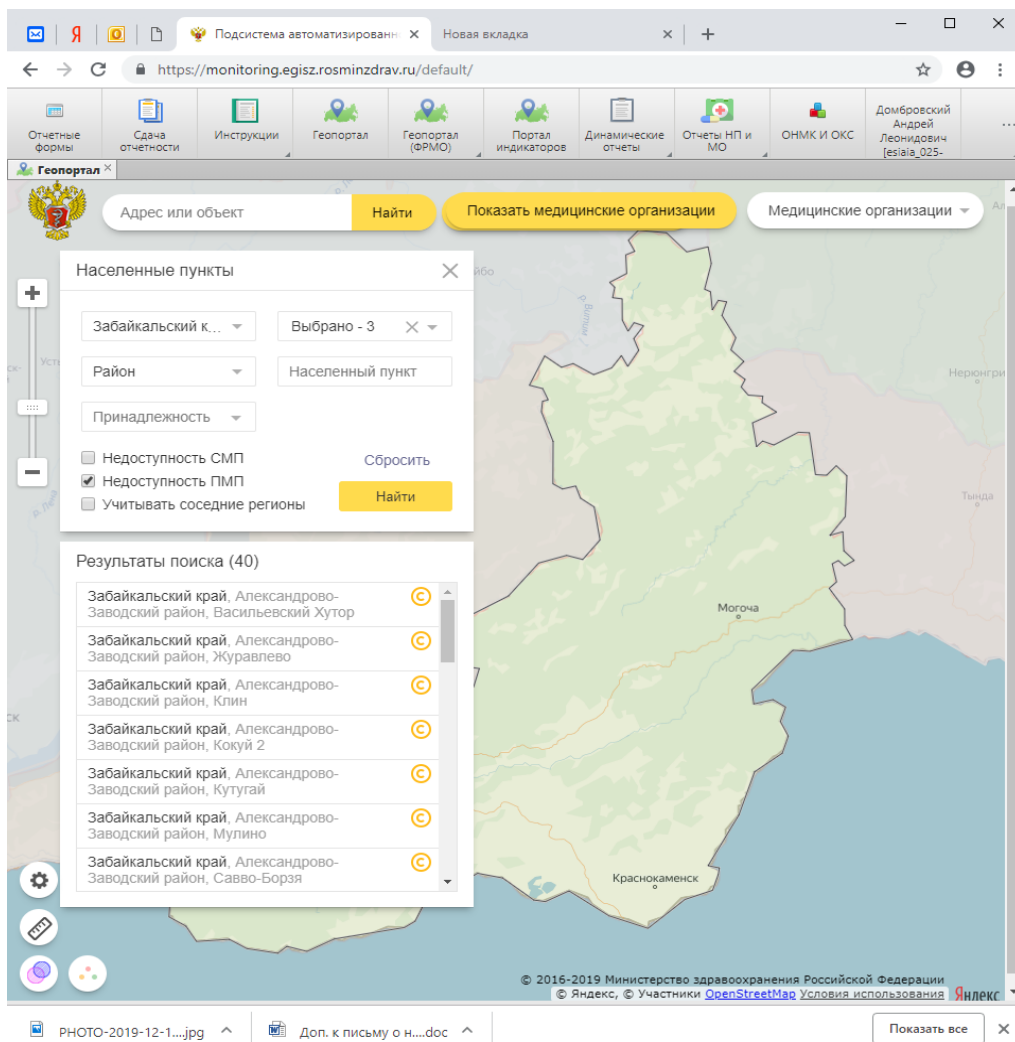 Подсистема автоматизированн
Новая вкладка
https://monitoring.egisz.rosminzdrav.ru/default/
Отчетные формы
Сдача отчетности
Инструкции
Геопортал
Геопортал (ФРМО)
Портал индикаторов
Динамические отчеты
Отчеты НП и МО
ОНМК И ОКС
Домбровский Андрей Леонидович [esiaia_025-
...
Геопортал
Адрес или объект
Найти
Показать медицинские организации
Медицинские организации
Населенные пункты
Забайкальский к...
Выбрано - 3
Район
Населенный пункт
Принадлежность
Недоступность СМП
Сбросить
Недоступность ПМП
Учитывать соседние регионы
Найти
Результаты поиска (40)
Забайкальский край, Александрово-
Заводский район, Васильевский Хутор
Забайкальский край, Александрово-
Заводский район, Журавлево
Забайкальский край, Александрово-
Заводский район, Клин
Забайкальский край, Александрово-
Заводский район, Кокуй 2
Забайкальский край, Александрово-
Заводский район, Кутугай
Забайкальский край, Александрово-
Заводский район, Мулино
Забайкальский край, Александрово-
Заводский район, Савво-Борзя
р. Витим
Нерюнгри
Тында
Могоча
Краснокаменск
© 2016-2019 Министерство здравоохранения Российской Федерации
© Яндекс, © Участники OpenStreetMap Условия использования Яндекс
PHOTO-2019-12-1....jpg
Доп. к письму о н....doc
Показать все